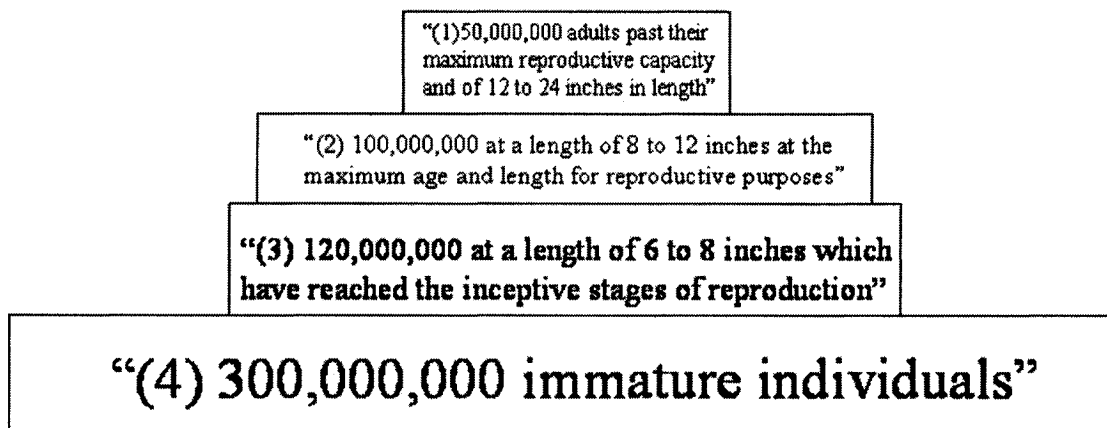 “(1)50,000,000 adults past their
maximum reproductive capacity
and of 12 to 24 inches in length”
“(2) 100,000,000 at a length of 8 to 12 inches at the
maximum age and length for reproductive purposes”
“(3) 120,000,000 at a length of 6 to 8 inches which
have reached the inceptive stages of reproduction”
“(4) 300,000,000 immature individuals”